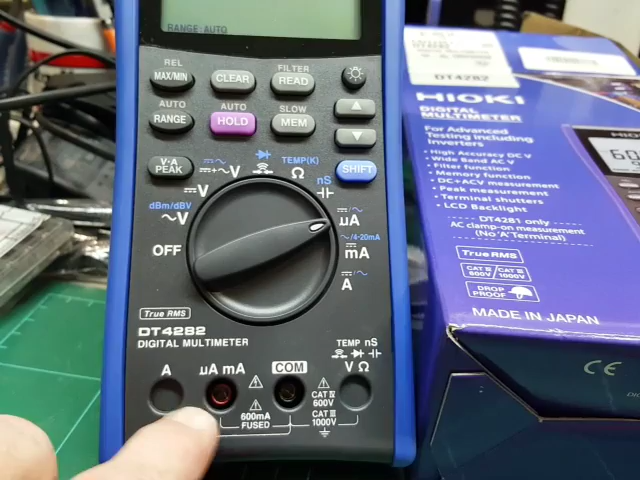 RANGE: AUTO
REL
MAX/MIN
CLEAR
FILTER
READ
AUTO
RANGE
AUTO
HOLD
SLOW
MEM
V·A
PEAK
TEMP(K)
Ω
SHIFT
V
nS
dBm/dBV
~V
µA
~/4-20mA
mA
OFF
A
True RMS
DT4282
DIGITAL MULTIMETER
A
µA mA
COM
TEMP nS
V Ω
600mA
FUSED
CAT IV
600V
CAT III
1000V
DT4282
HIOKI
DIGITAL
MULTIMETER
For Advanced
Testing including
Inverters
• High Accuracy DC V
• Wide Band AC V
• Filter function
• Memory function
• DC+ACV measurement
• Peak measurement
• Terminal shutters
• LCD Backlight
DT4281 only
AC clamp-on measurement
(No 'A' Terminal)
True RMS
CAT IV
600V
CAT III
1000V
DROP
PROOF
MADE IN JAPAN
CE